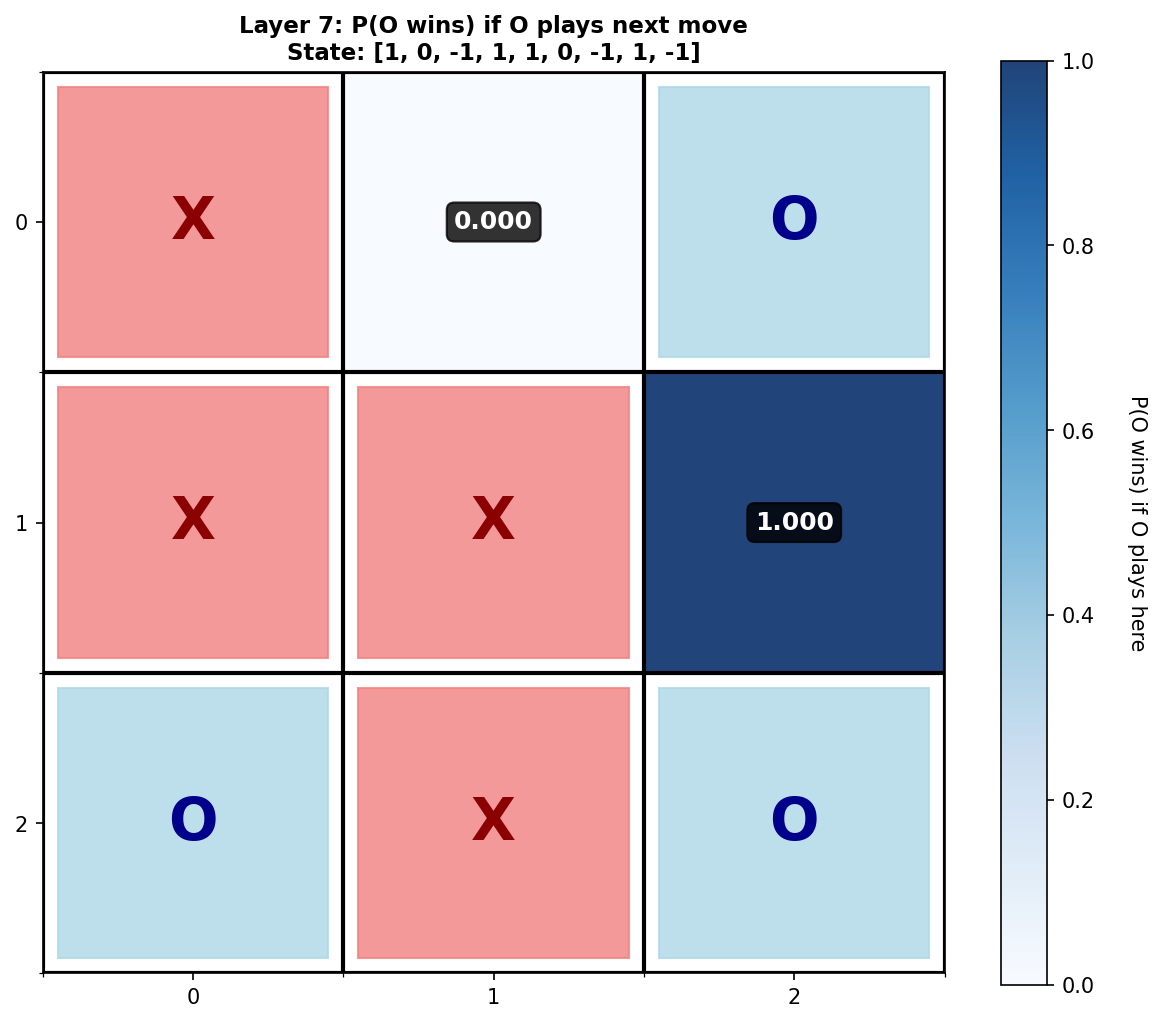 Layer 7: P(O wins) if O plays next move
State: [1, 0, -1, 1, 1, 0, -1, 1, -1]
0
X
0.000
O
1
X
X
1.000
2
O
X
O
0
1
2
1.0
0.8
0.6
0.4
0.2
0.0
P(O wins) if O plays here